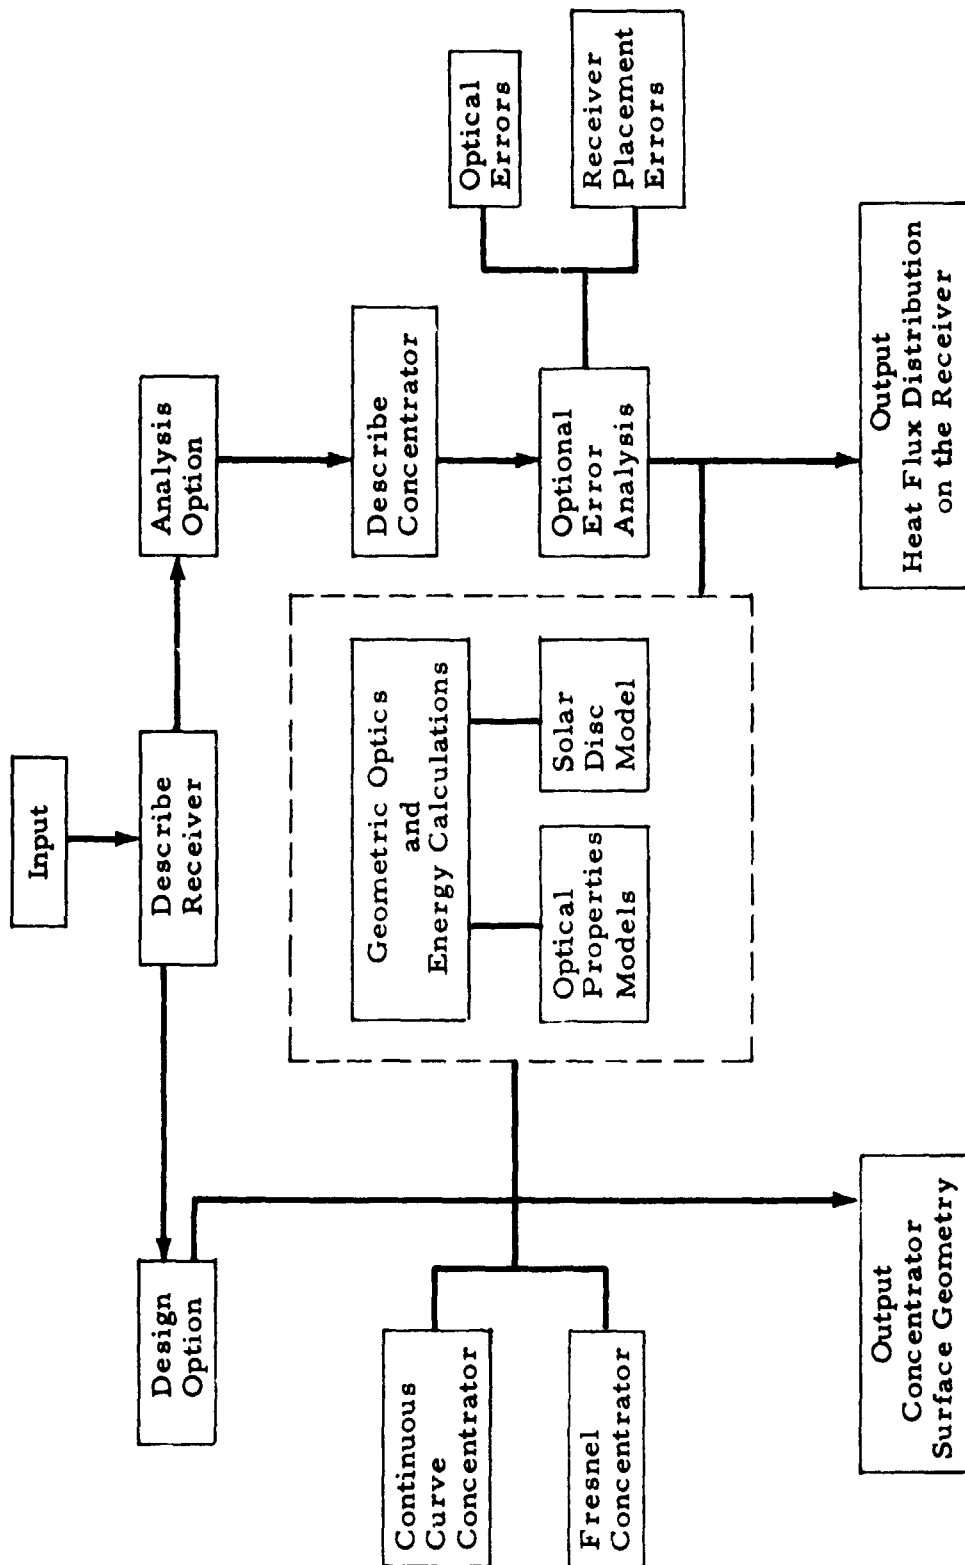 Input
Describe
Receiver
Design
Option
Analysis
Option
Continuous
Curve
Concentrator
Fresnel
Concentrator
Geometric Optics
and
Energy Calculations
Optical
Properties
Models
Solar
Disc
Model
Describe
Concentrator
Optional
Error
Analysis
Optical
Errors
Receiver
Placement
Errors
Output
Concentrator
Surface Geometry
Output
Heat Flux Distribution
on the Receiver